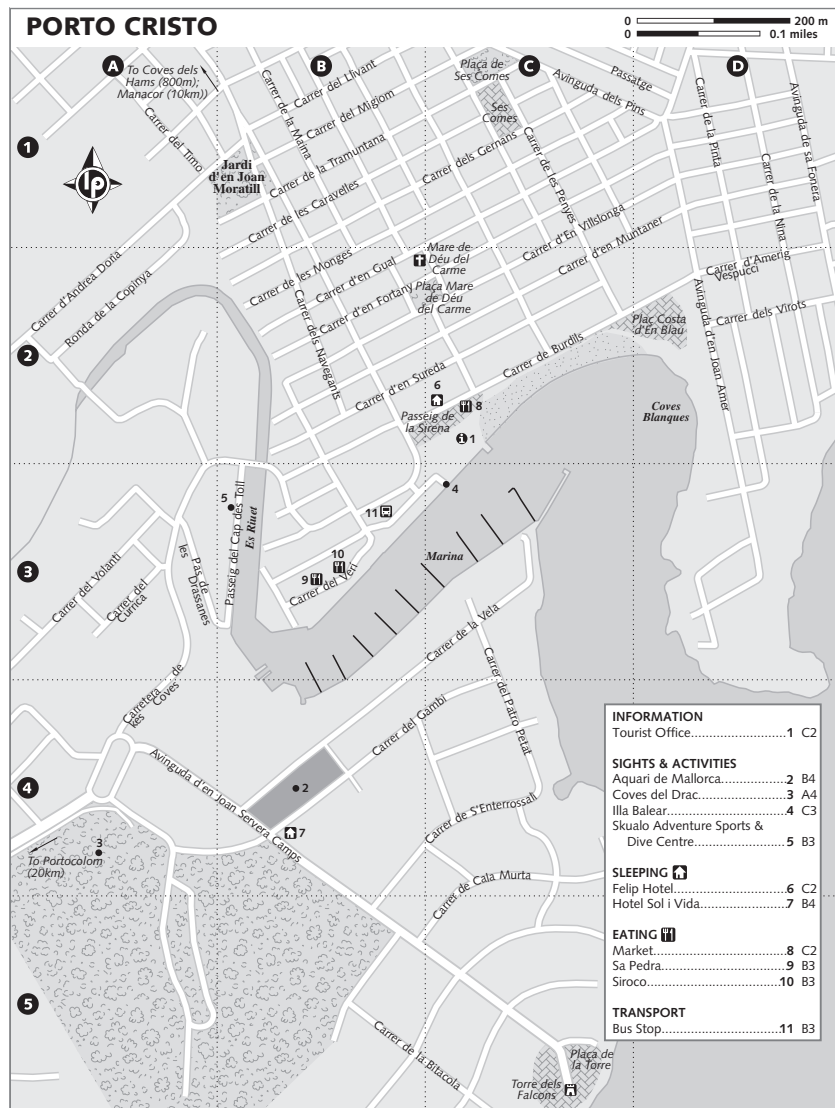 PORTO CRISTO
0 200 m
0 0.1 miles
A
B
C
D
To Coves dels
Hams (800m);
Manacor (10km))
Carrer de la Maina
Carrer del Llivant
Plaça de
Ses Comes
Passatge
Avinguda dels Pins
Carrer del Miglom
Ses
Comes
Carrer del Timo
Carrer de la Pinta
Avinguda de sa Fonera
1
lp
Jardi
d'en Joan
Moratill
Carrer de la Tramuntana
Carrer dels Gernans
Carrer de les Penyes
Carrer de la Nina
Carrer de les Caravelles
Carrer d'En Villslonga
Carrer d'en Muntaner
Carrer d'Andrea Doria
Ronda de la Copinya
Carrer de les Monges
Carrer d'en Gual
Mare de
Déu del
Carme
Carrer d'en Fortany
Plaça Mare
de Déu
del Carme
Carrer d'Amerig
Vespucci
Carrer dels Virots
Plaç Costa
d'En Blau
Avinguda d'en Joan Amer
Carrer dels Navegants
2
Carrer de Burdils
Carrer d'en Sureda
6
8
Passeig de
la Sirena
1
Coves
Blanques
4
5
11
Passeig del Cap des Toll
Es Riuet
Marina
3
10
9
Carrer del Veri
Carrer del Volanti
Carrer del
Currica
Pas. de
les
Drassanes
Carrer de la Vela
Carrer del Patro
Petat
Carretera de
kes Coves
Carrer del Gambi
4
Avinguda d'en Joan Servera Camps
2
7
Carrer de S'Enterrossall
3
To Portocolom
(20km)
Carrer de Cala Murta
5
Carrer de la Bitacola
Plaça de
la Torre
Torre dels
Falcons
INFORMATION
Tourist Office 1 C2
SIGHTS & ACTIVITIES
Aquari de Mallorca 2 B4
Coves del Drac 3 A4
Illa Balear 4 C3
Skualo Adventure Sports &
Dive Centre 5 B3
SLEEPING
Felip Hotel 6 C2
Hotel Sol i Vida 7 B4
EATING
Market 8 C2
Sa Pedra 9 B3
Siroco 10 B3
TRANSPORT
Bus Stop 11 B3